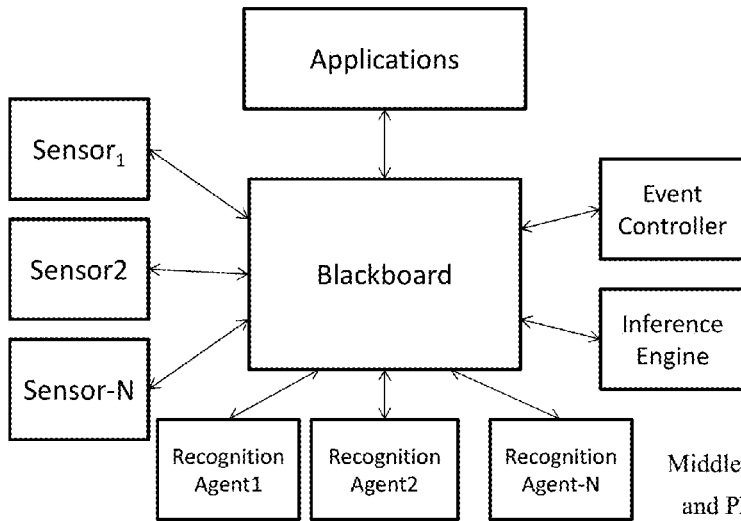 Applications
Sensor₁
Sensor2
Sensor-N
Blackboard
Event
Controller
Inference
Engine
Recognition
Agent1
Recognition
Agent2
Recognition
Agent-N
Middle
and